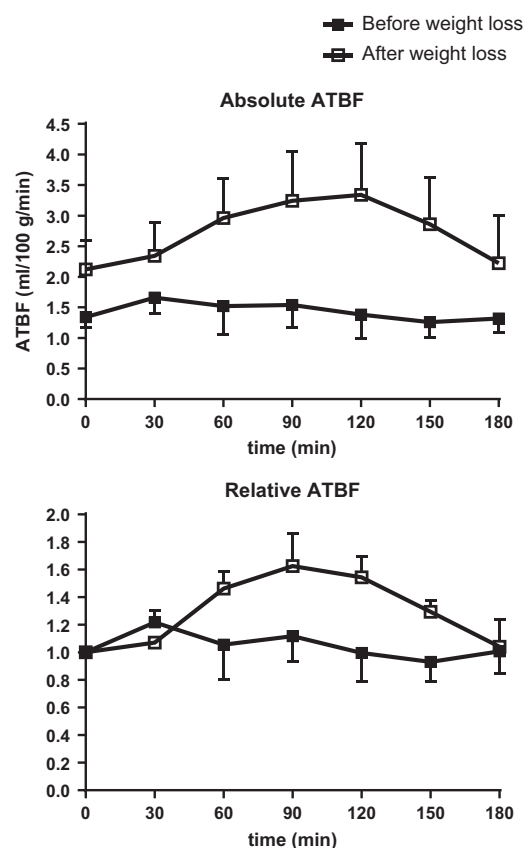 Before weight loss
After weight loss
Absolute ATBF
4.5
4.0
3.5
3.0
2.5
2.0
1.5
1.0
0.5
0.0
ATBF (ml/100 g/min)
0 30 60 90 120 150 180
time (min)
Relative ATBF
2.0
1.8
1.6
1.4
1.2
1.0
0.8
0.6
0.4
0.2
0.0
0 30 60 90 120 150 180
time (min)